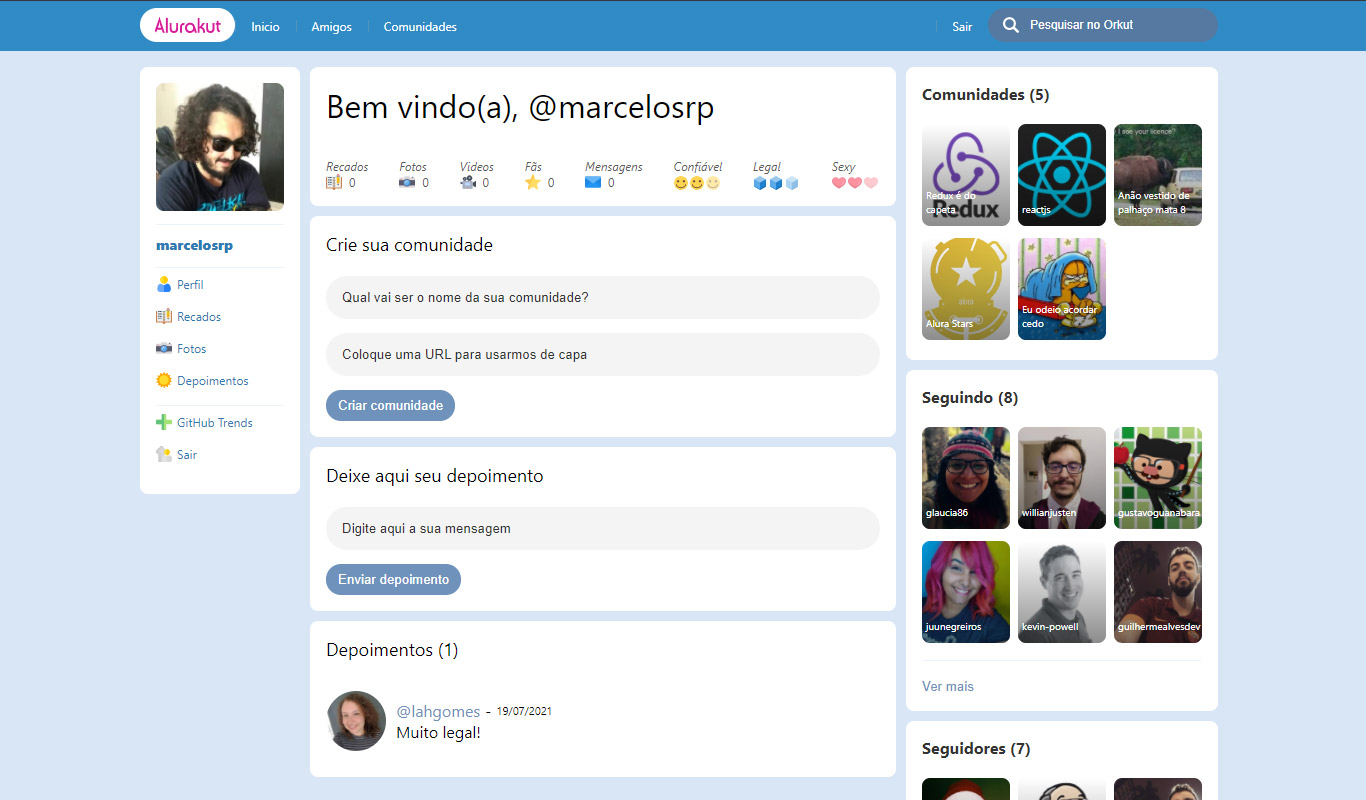 Alurakut
Inicio
Amigos
Comunidades
Sair
Pesquisar no Orkut
marcelosrp
Perfil
Recados
Fotos
Depoimentos
GitHub Trends
Sair
Bem vindo(a), @marcelosrp
Recados
0
Fotos
0
Videos
0
Fãs
0
Mensagens
0
Confiável
Legal
Sexy
Crie sua comunidade
Qual vai ser o nome da sua comunidade?
Coloque uma URL para usarmos de capa
Criar comunidade
Deixe aqui seu depoimento
Digite aqui a sua mensagem
Enviar depoimento
Depoimentos (1)
@lahgomes - 19/07/2021
Muito legal!
Comunidades (5)
Redux é do
capeta
Redux
reactjs
I see your licence?
Anão vestido de
palhaço mata 8
Alura Stars
Eu odeio acordar
cedo
Seguindo (8)
glaucia86
willianjusten
gustavoguanabara
juunegreiros
kevin-powell
guilhermealvesdev
Ver mais
Seguidores (7)